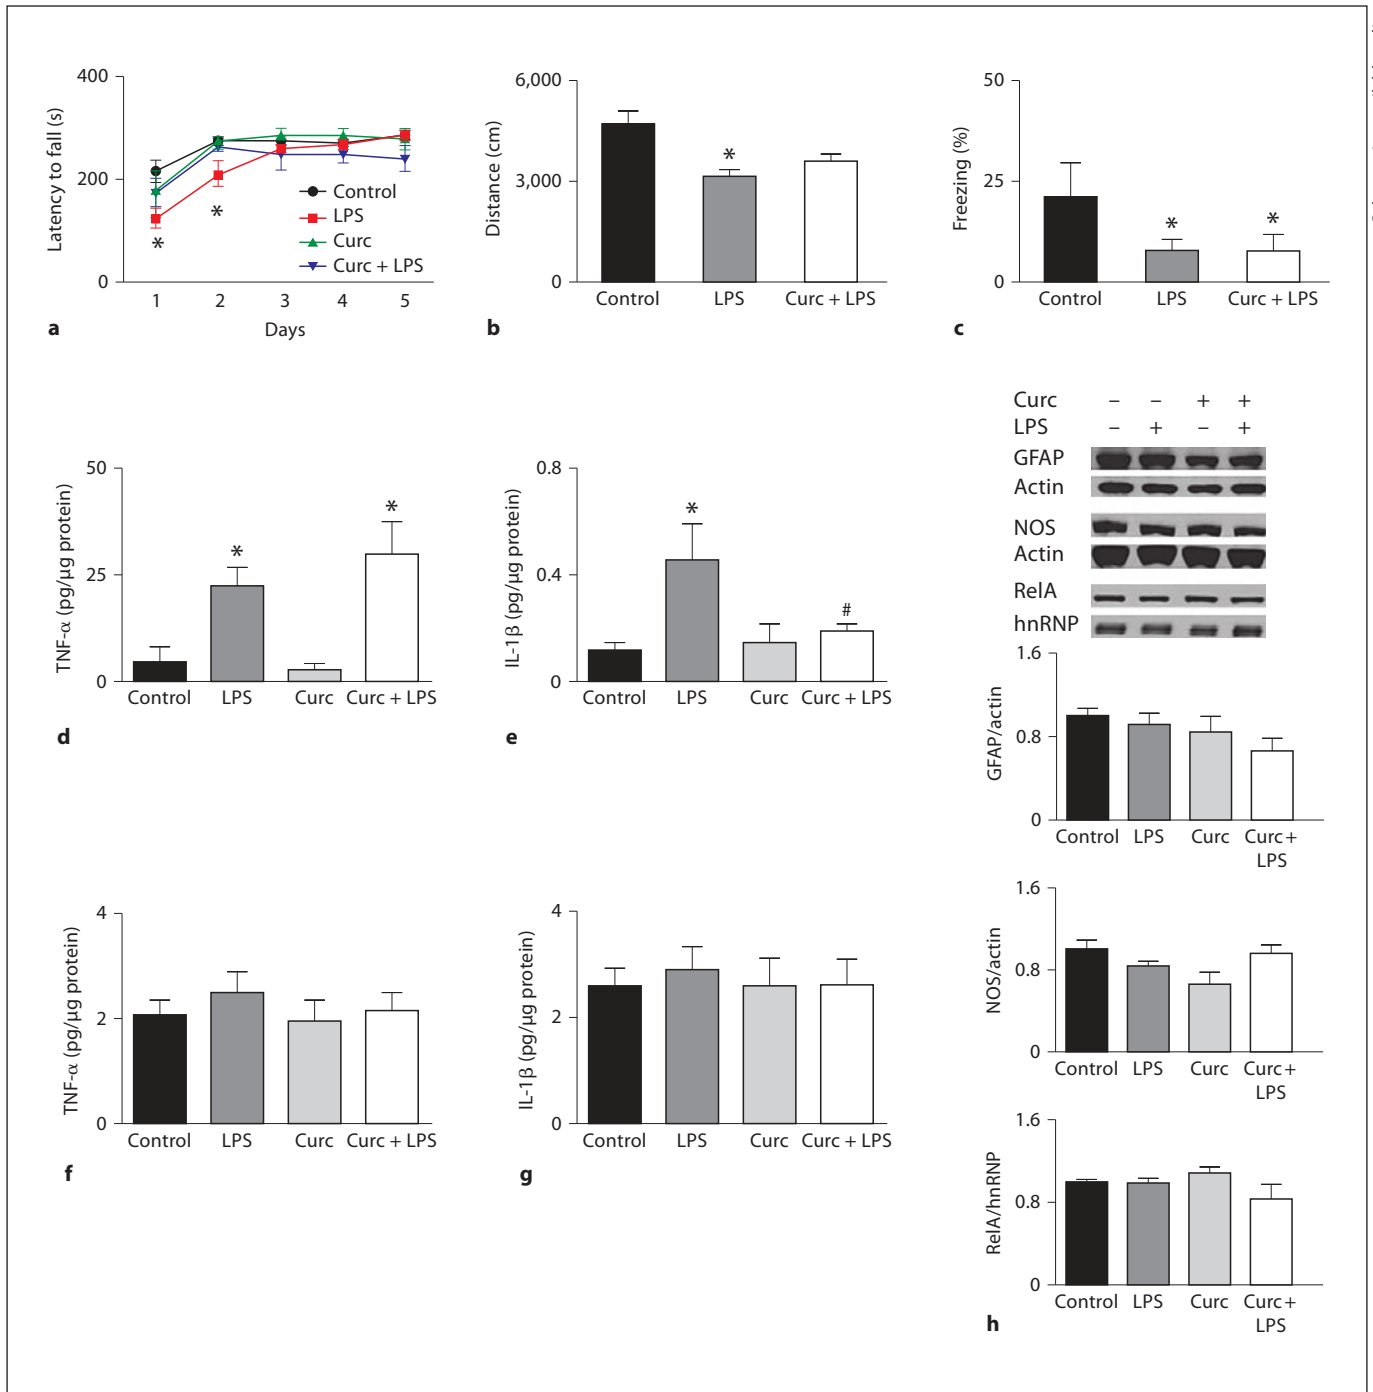 400
200
0
Latency to fall (s)
*
*
Control
LPS
Curc
Curc + LPS
1 2 3 4 5
Days
a
6,000
3,000
0
Distance (cm)
*
Control LPS Curc + LPS
b
50
25
0
Freezing (%)
* *
Control LPS Curc + LPS
c
50
25
0
TNF-α (pg/µg protein)
* *
Control LPS Curc Curc + LPS
d
0.8
0.4
0
IL-1β (pg/µg protein)
* #
Control LPS Curc Curc + LPS
e
4
2
0
TNF-α (pg/µg protein)
Control LPS Curc Curc + LPS
f
4
2
0
IL-1β (pg/µg protein)
Control LPS Curc Curc + LPS
g
Curc – – + +
LPS – + – +
GFAP
Actin
NOS
Actin
RelA
hnRNP
1.6
0.8
0
GFAP/actin
Control LPS Curc Curc +
LPS
1.6
0.8
0
NOS/actin
Control LPS Curc Curc +
LPS
1.6
0.8
0
RelA/hnRNP
Control LPS Curc Curc +
LPS
h